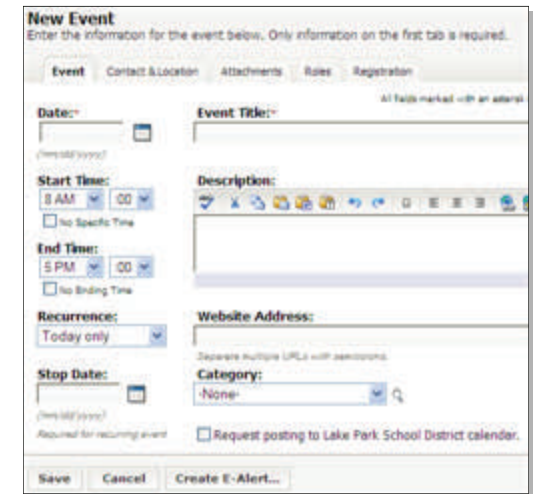 New Event
Enter the information for the event below. Only information on the first tab is required.
Event Contact & Location Attachments Roles Registration
All fields marked with an asterisk
Date:* Event Title:*
(mm/dd/yyyy)
Start Time: Description:
8 AM 00
No Specific Time
End Time:
5 PM 00
No Ending Time
Recurrence: Website Address:
Today only
Separate multiple URLs with semicolons
Stop Date: Category:
-None-
(mm/dd/yyyy)
Required for recurring event Request posting to Lake Park School District calendar.
Save Cancel Create E-Alert...